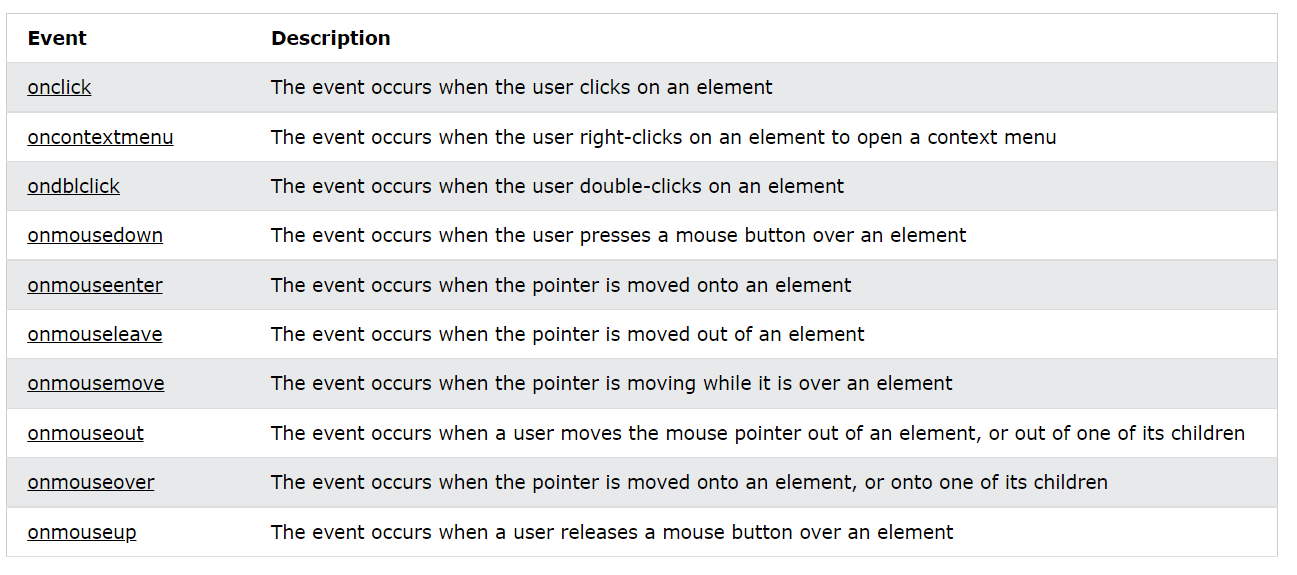 Event Description
onclick The event occurs when the user clicks on an element
oncontextmenu The event occurs when the user right-clicks on an element to open a context menu
ondblclick The event occurs when the user double-clicks on an element
onmousedown The event occurs when the user presses a mouse button over an element
onmouseenter The event occurs when the pointer is moved onto an element
onmouseleave The event occurs when the pointer is moved out of an element
onmousemove The event occurs when the pointer is moving while it is over an element
onmouseout The event occurs when a user moves the mouse pointer out of an element, or out of one of its children
onmouseover The event occurs when the pointer is moved onto an element, or onto one of its children
onmouseup The event occurs when a user releases a mouse button over an element